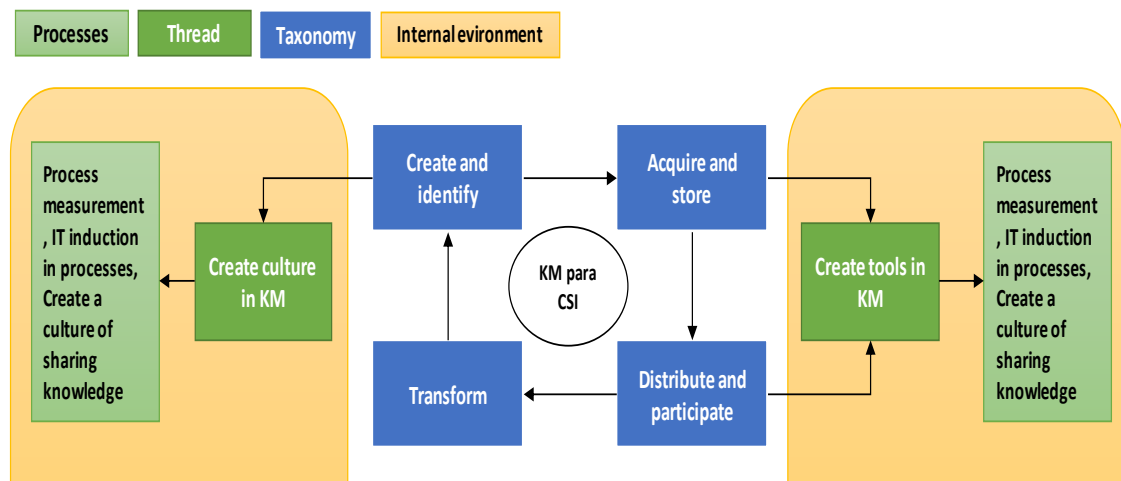 Processes
Thread
Taxonomy
Internal evironment
Process
measurement
, IT induction
in processes,
Create a
culture of
sharing
knowledge
Create culture
in KM
Create and
identify
Acquire and
store
KM para
CSI
Transform
Distribute and
participate
Create tools in
KM
Process
measurement
, IT induction
in processes,
Create a
culture of
sharing
knowledge